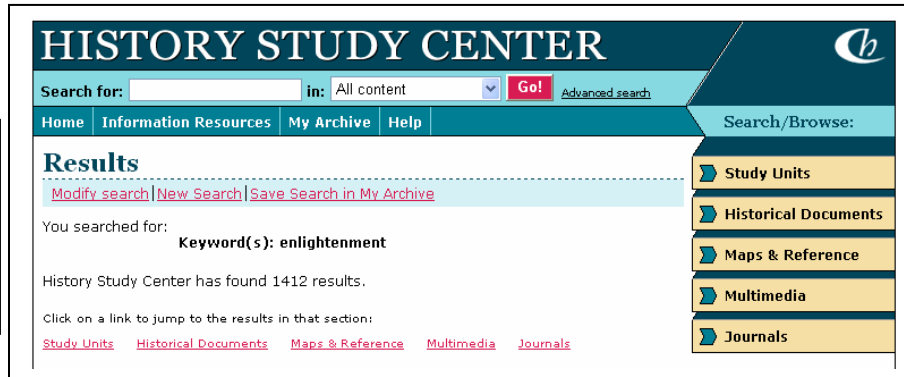 HISTORY STUDY CENTER
Ch
Search for: in: All content Go! Advanced search
Home Information Resources My Archive Help
Search/Browse:
Results
Modify search|New Search|Save Search in My Archive
You searched for:
Keyword(s): enlightenment
History Study Center has found 1412 results.
Click on a link to jump to the results in that section:
Study Units Historical Documents Maps & Reference Multimedia Journals
Study Units
Historical Documents
Maps & Reference
Multimedia
Journals